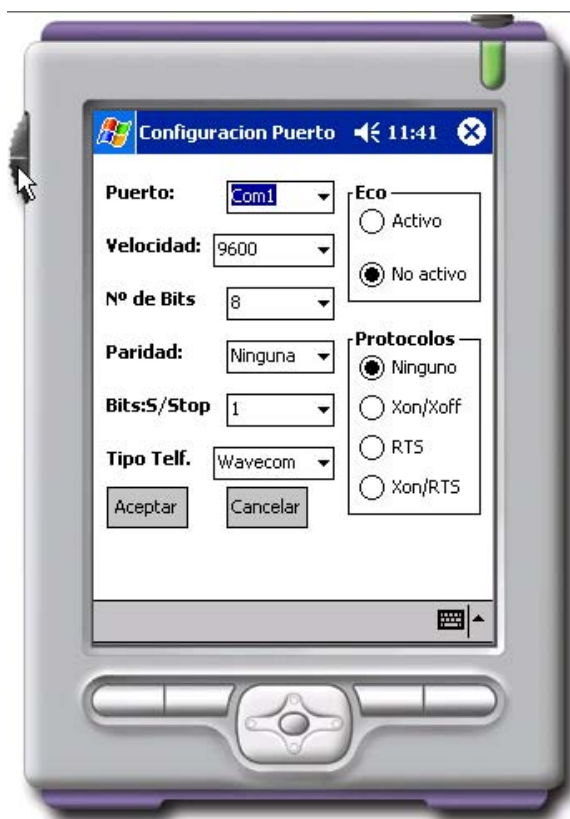 Configuracion Puerto 11:41
Puerto: Com1
Velocidad: 9600
Nº de Bits 8
Paridad: Ninguna
Bits:S/Stop 1
Tipo Telf. Wavecom
Aceptar Cancelar
Eco
Activo
No activo
Protocolos
Ninguno
Xon/Xoff
RTS
Xon/RTS